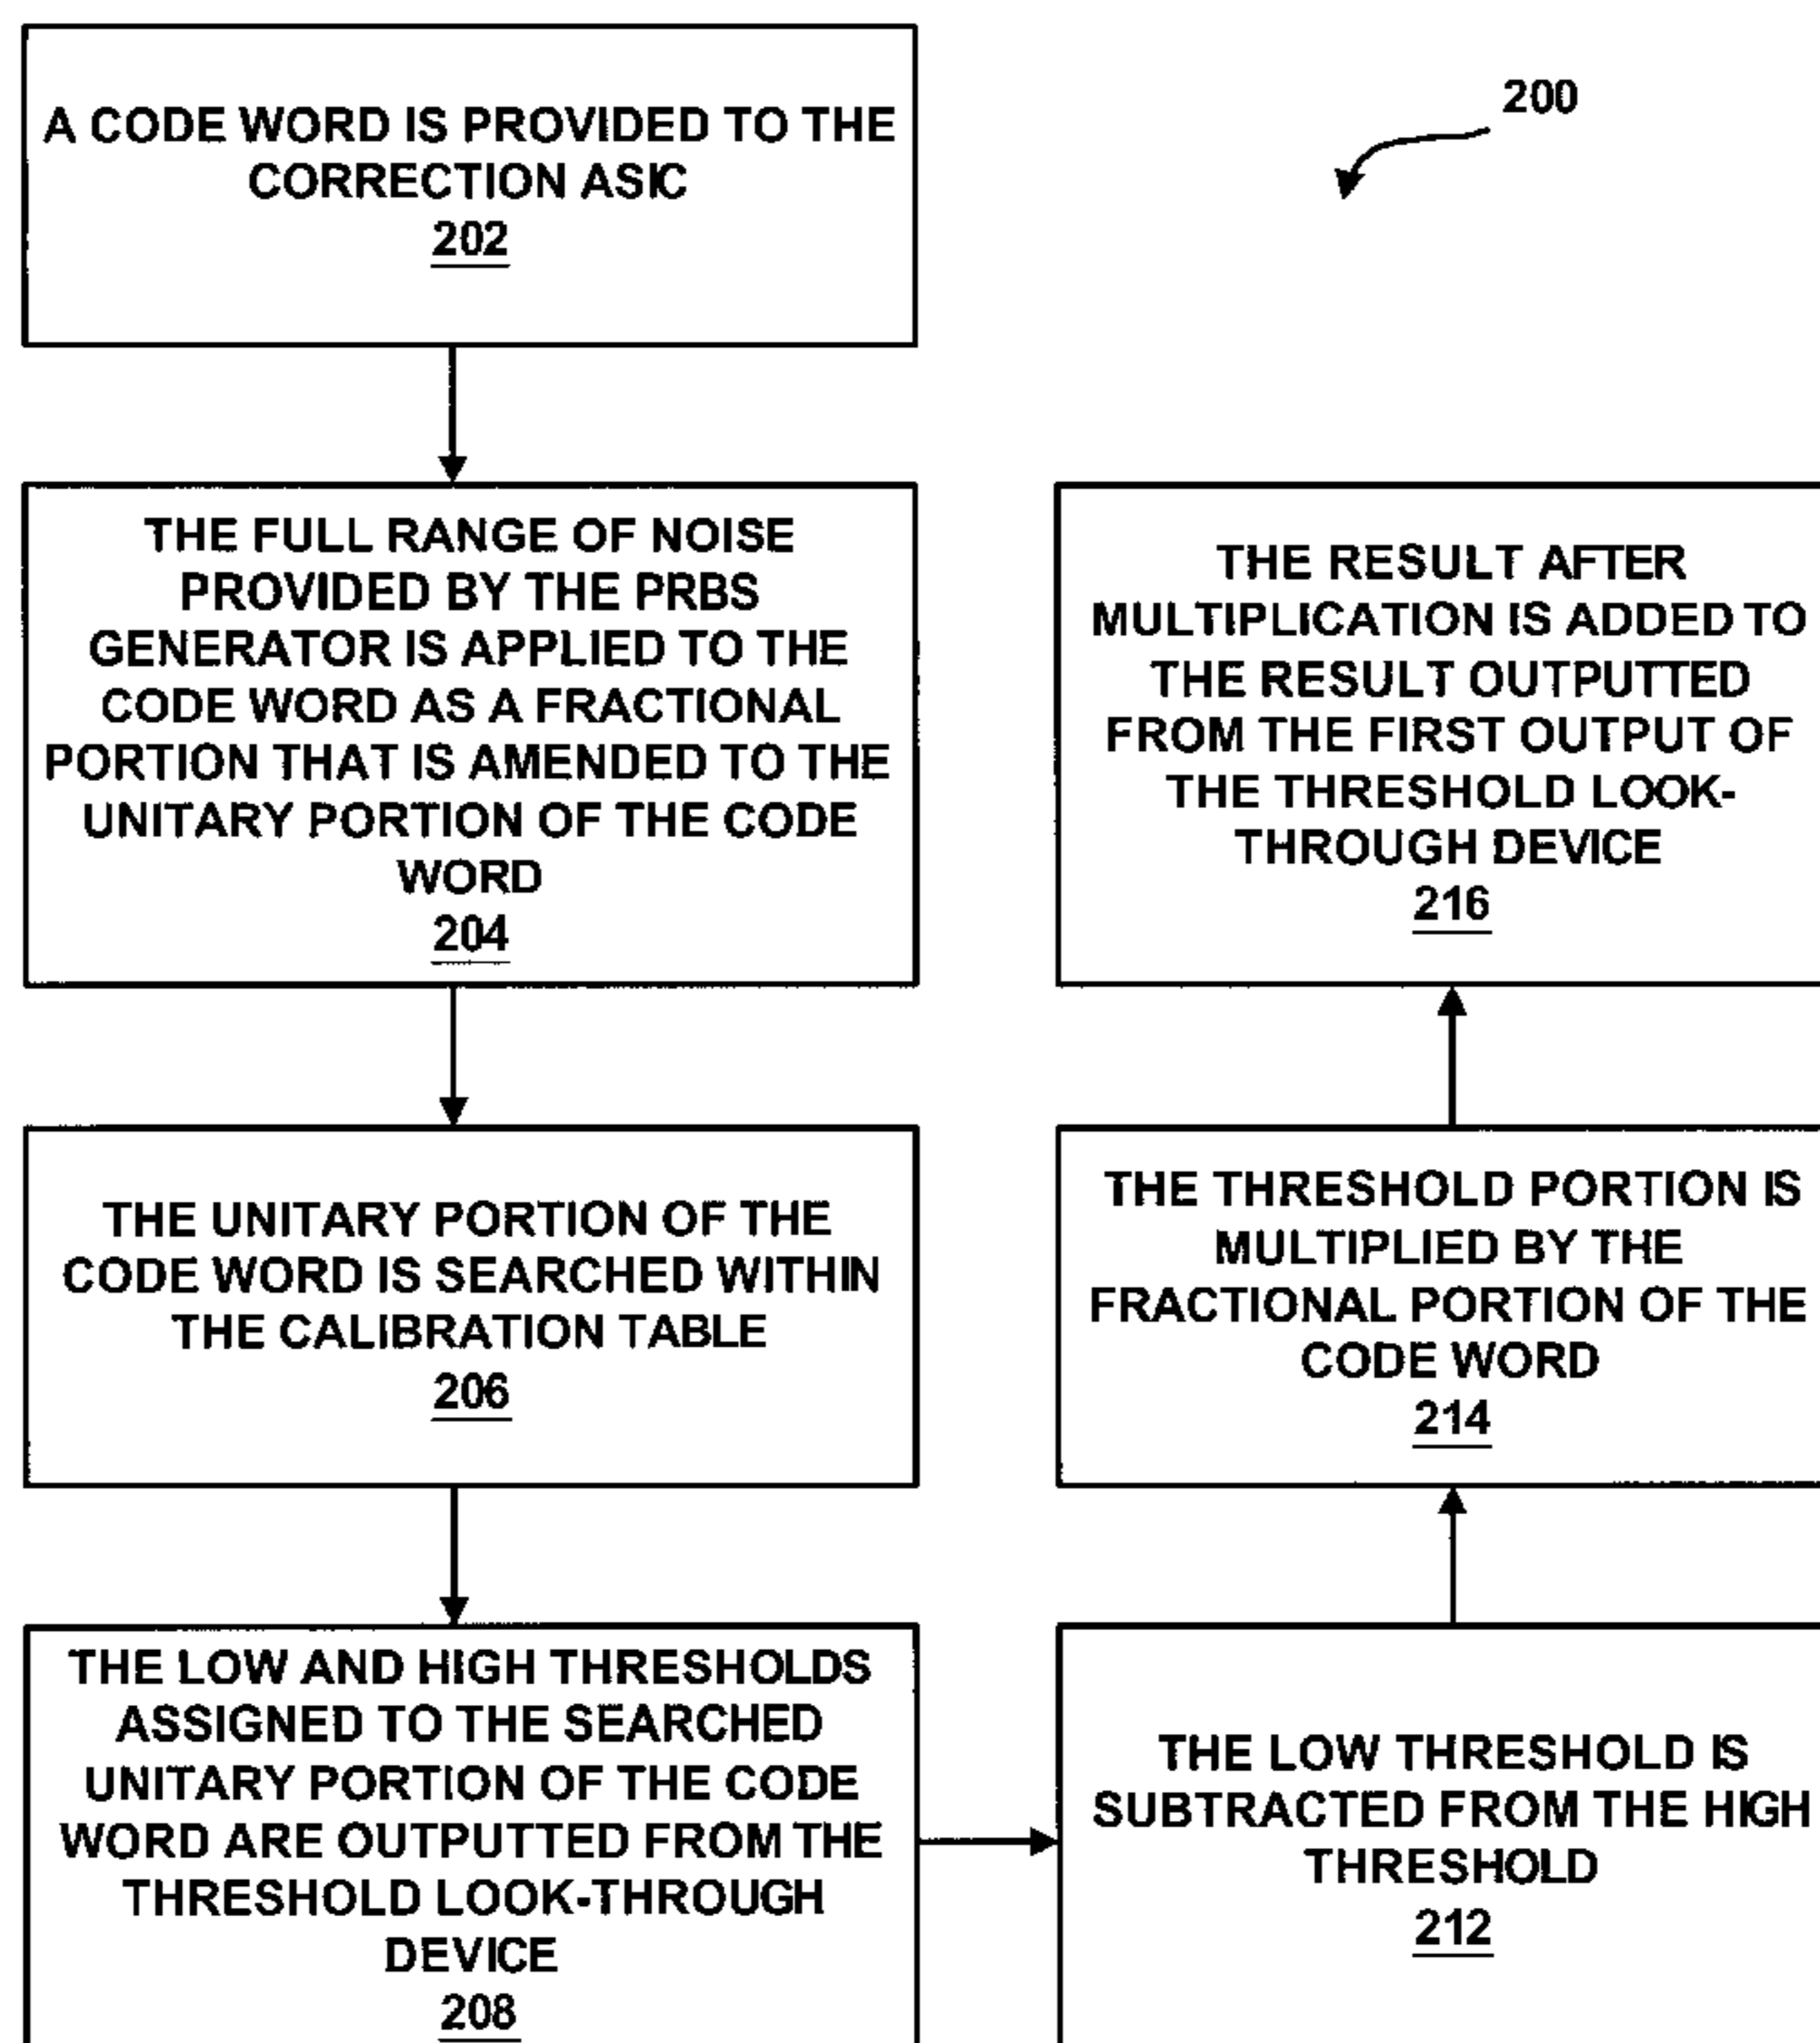 A CODE WORD IS PROVIDED TO THE
CORRECTION ASIC
202
200
THE FULL RANGE OF NOISE
PROVIDED BY THE PRBS
GENERATOR IS APPLIED TO THE
CODE WORD AS A FRACTIONAL
PORTION THAT IS AMENDED TO THE
UNITARY PORTION OF THE CODE
WORD
204
THE UNITARY PORTION OF THE
CODE WORD IS SEARCHED WITHIN
THE CALIBRATION TABLE
206
THE LOW AND HIGH THRESHOLDS
ASSIGNED TO THE SEARCHED
UNITARY PORTION OF THE CODE
WORD ARE OUTPUTTED FROM THE
THRESHOLD LOOK-THROUGH
DEVICE
208
THE LOW THRESHOLD IS
SUBTRACTED FROM THE HIGH
THRESHOLD
212
THE THRESHOLD PORTION IS
MULTIPLIED BY THE
FRACTIONAL PORTION OF THE
CODE WORD
214
THE RESULT AFTER
MULTIPLICATION IS ADDED TO
THE RESULT OUTPUTTED
FROM THE FIRST OUTPUT OF
THE THRESHOLD LOOK-
THROUGH DEVICE
216